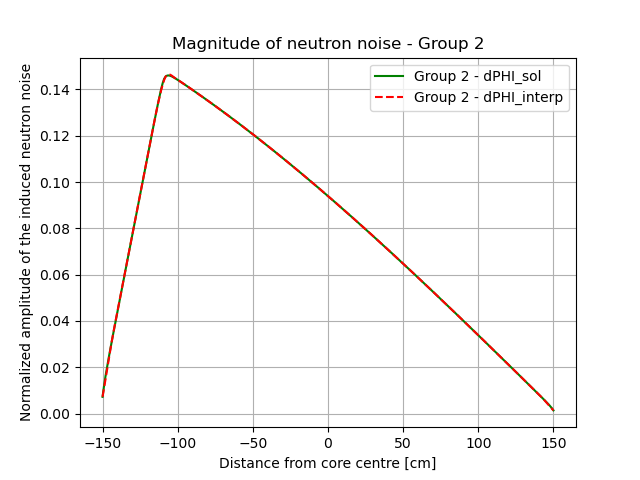 Magnitude of neutron noise - Group 2
Normalized amplitude of the induced neutron noise
0.14
0.12
0.10
0.08
0.06
0.04
0.02
0.00
Group 2 - dPHI_sol
Group 2 - dPHI_interp
−150 −100 −50 0 50 100 150
Distance from core centre [cm]